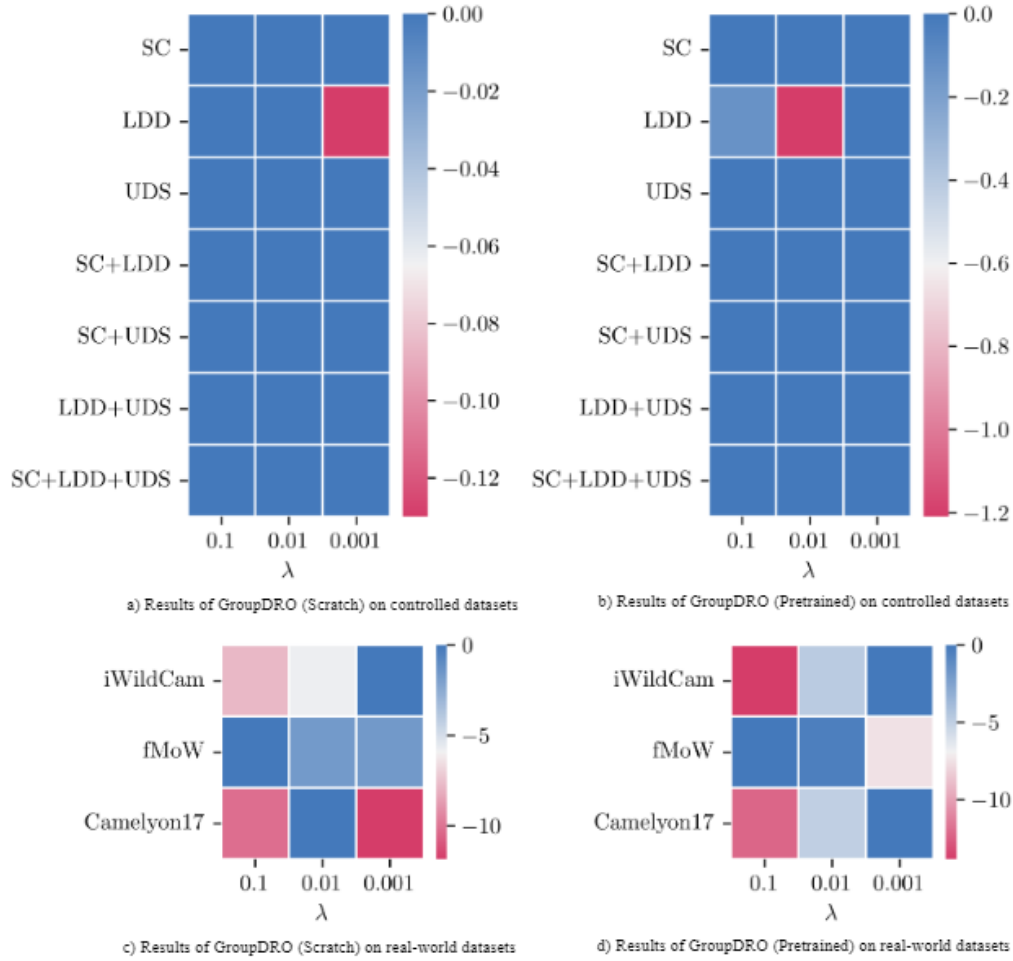 SC
LDD
UDS
SC+LDD
SC+UDS
LDD+UDS
SC+LDD+UDS
0.1 0.01 0.001
λ
0.00
−0.02
−0.04
−0.06
−0.08
−0.10
−0.12
a) Results of GroupDRO (Scratch) on controlled datasets
SC
LDD
UDS
SC+LDD
SC+UDS
LDD+UDS
SC+LDD+UDS
0.1 0.01 0.001
λ
0.0
−0.2
−0.4
−0.6
−0.8
−1.0
−1.2
b) Results of GroupDRO (Pretrained) on controlled datasets
iWildCam
fMoW
Camelyon17
0.1 0.01 0.001
λ
0
−5
−10
c) Results of GroupDRO (Scratch) on real-world datasets
iWildCam
fMoW
Camelyon17
0.1 0.01 0.001
λ
0
−5
−10
d) Results of GroupDRO (Pretrained) on real-world datasets